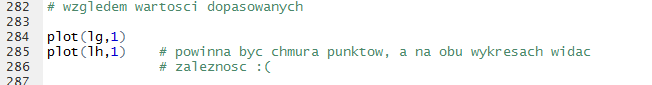 282 # wzgledem wartosci dopasowanych
283
284 plot(lg,1)
285 plot(lh,1) # powinna byc chmura punktow, a na obu wykresach widac
286 # zaleznosc :(
287